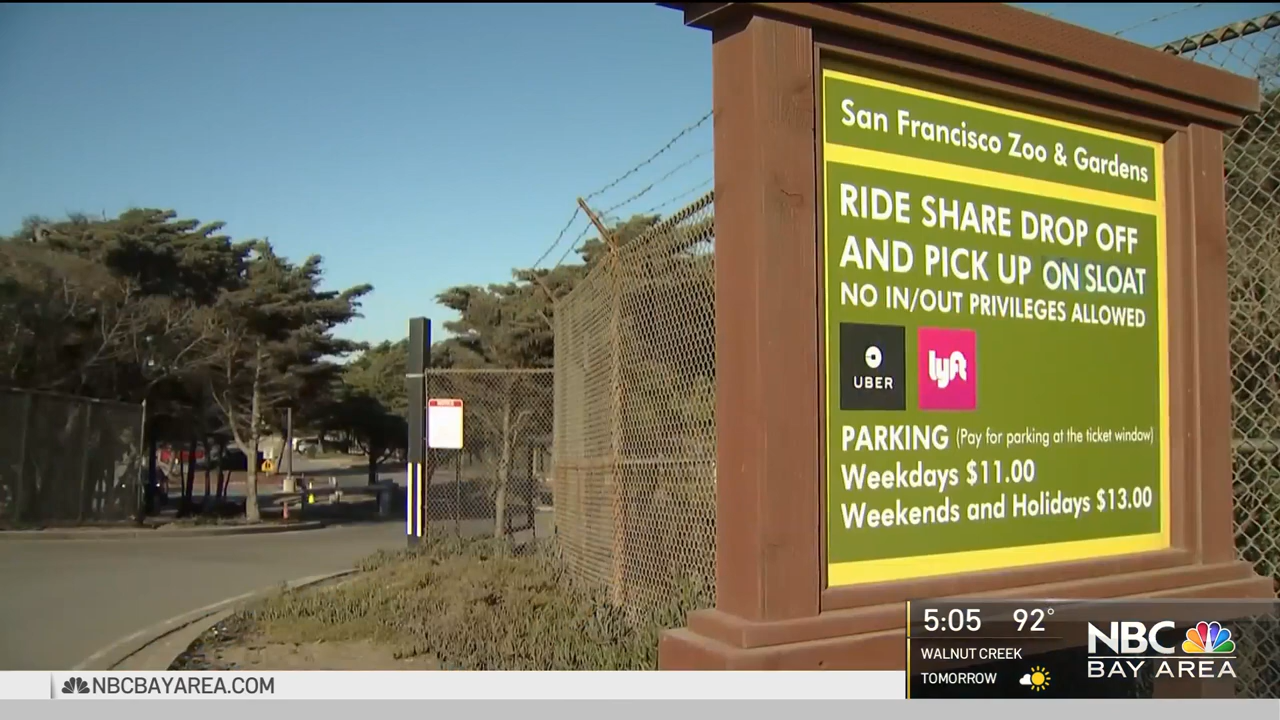 San Francisco Zoo & Gardens
RIDE SHARE DROP OFF
AND PICK UP ON SLOAT
NO IN/OUT PRIVILEGES ALLOWED
UBER
lyft
PARKING (Pay for parking at the ticket window)
Weekdays $11.00
Weekends and Holidays $13.00
5:05 92°
WALNUT CREEK
TOMORROW
NBC
BAY AREA
NBCBAYAREA.COM